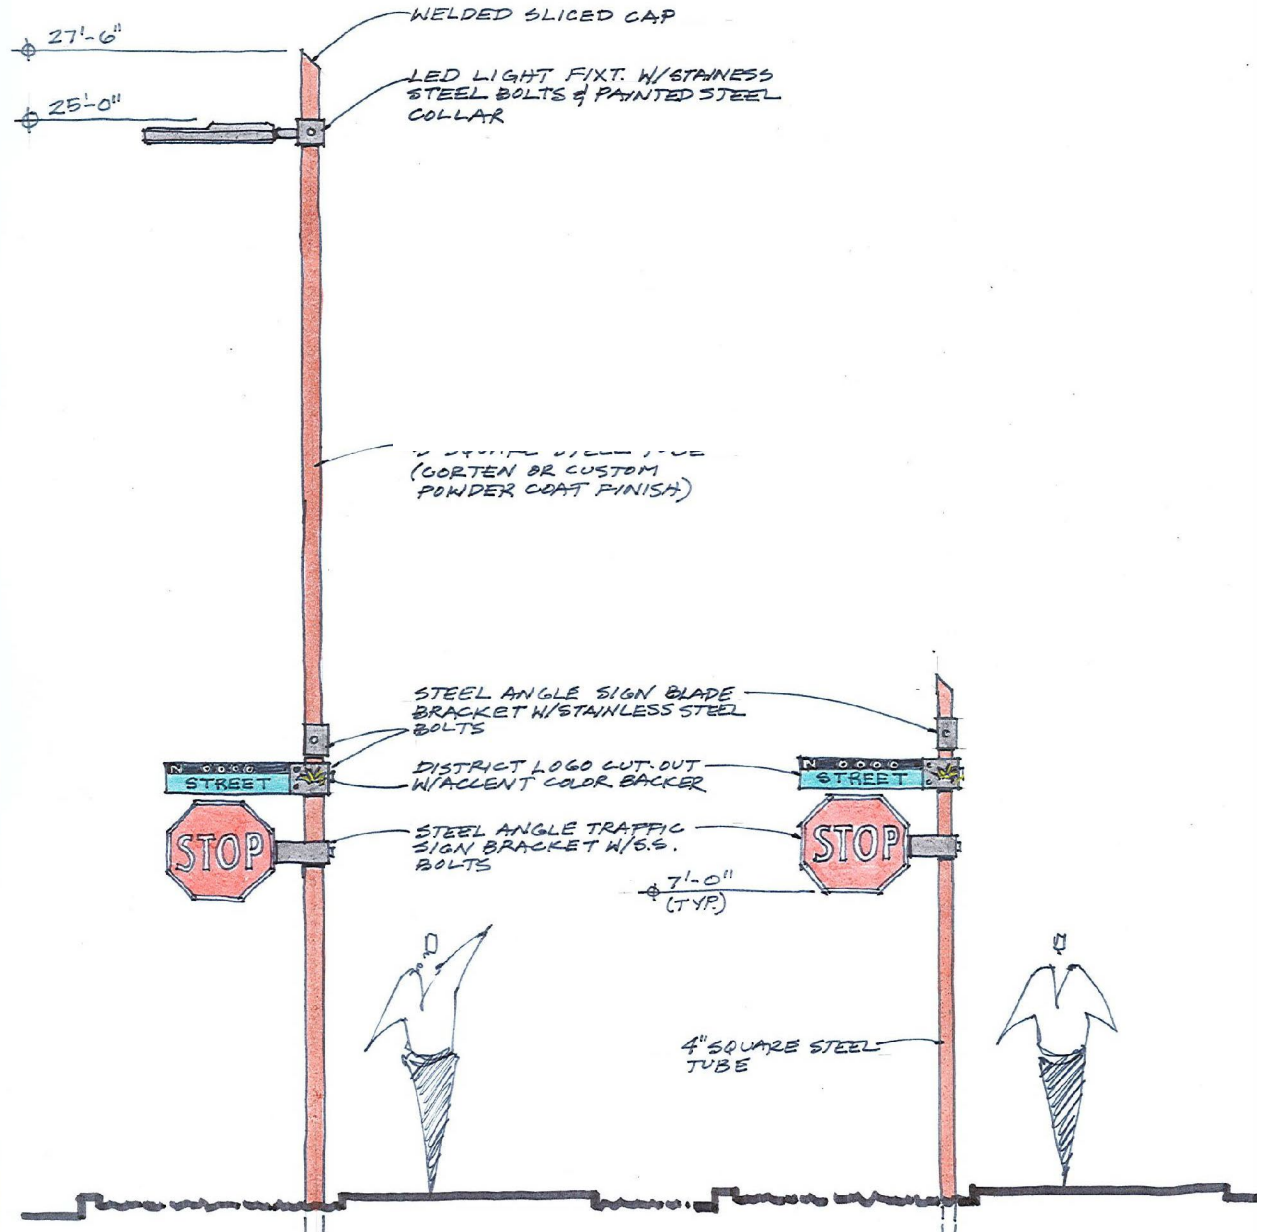 27'-6"
WELDED SLICED CAP
25'-0"
LED LIGHT FIXT. W/STAINESS
STEEL BOLTS & PAINTED STEEL
COLLAR
(CORTEN OR CUSTOM
POWDER COAT FINISH)
STEEL ANGLE SIGN BLADE
BRACKET W/STAINLESS STEEL
BOLTS
DISTRICT LOGO CUT-OUT
W/ACCENT COLOR BACKER
N 0000
STREET
N 0000
STREET
STEEL ANGLE TRAFFIC
SIGN BRACKET W/S.S.
BOLTS
STOP
STOP
7'-0"
(TYP.)
4" SQUARE STEEL
TUBE